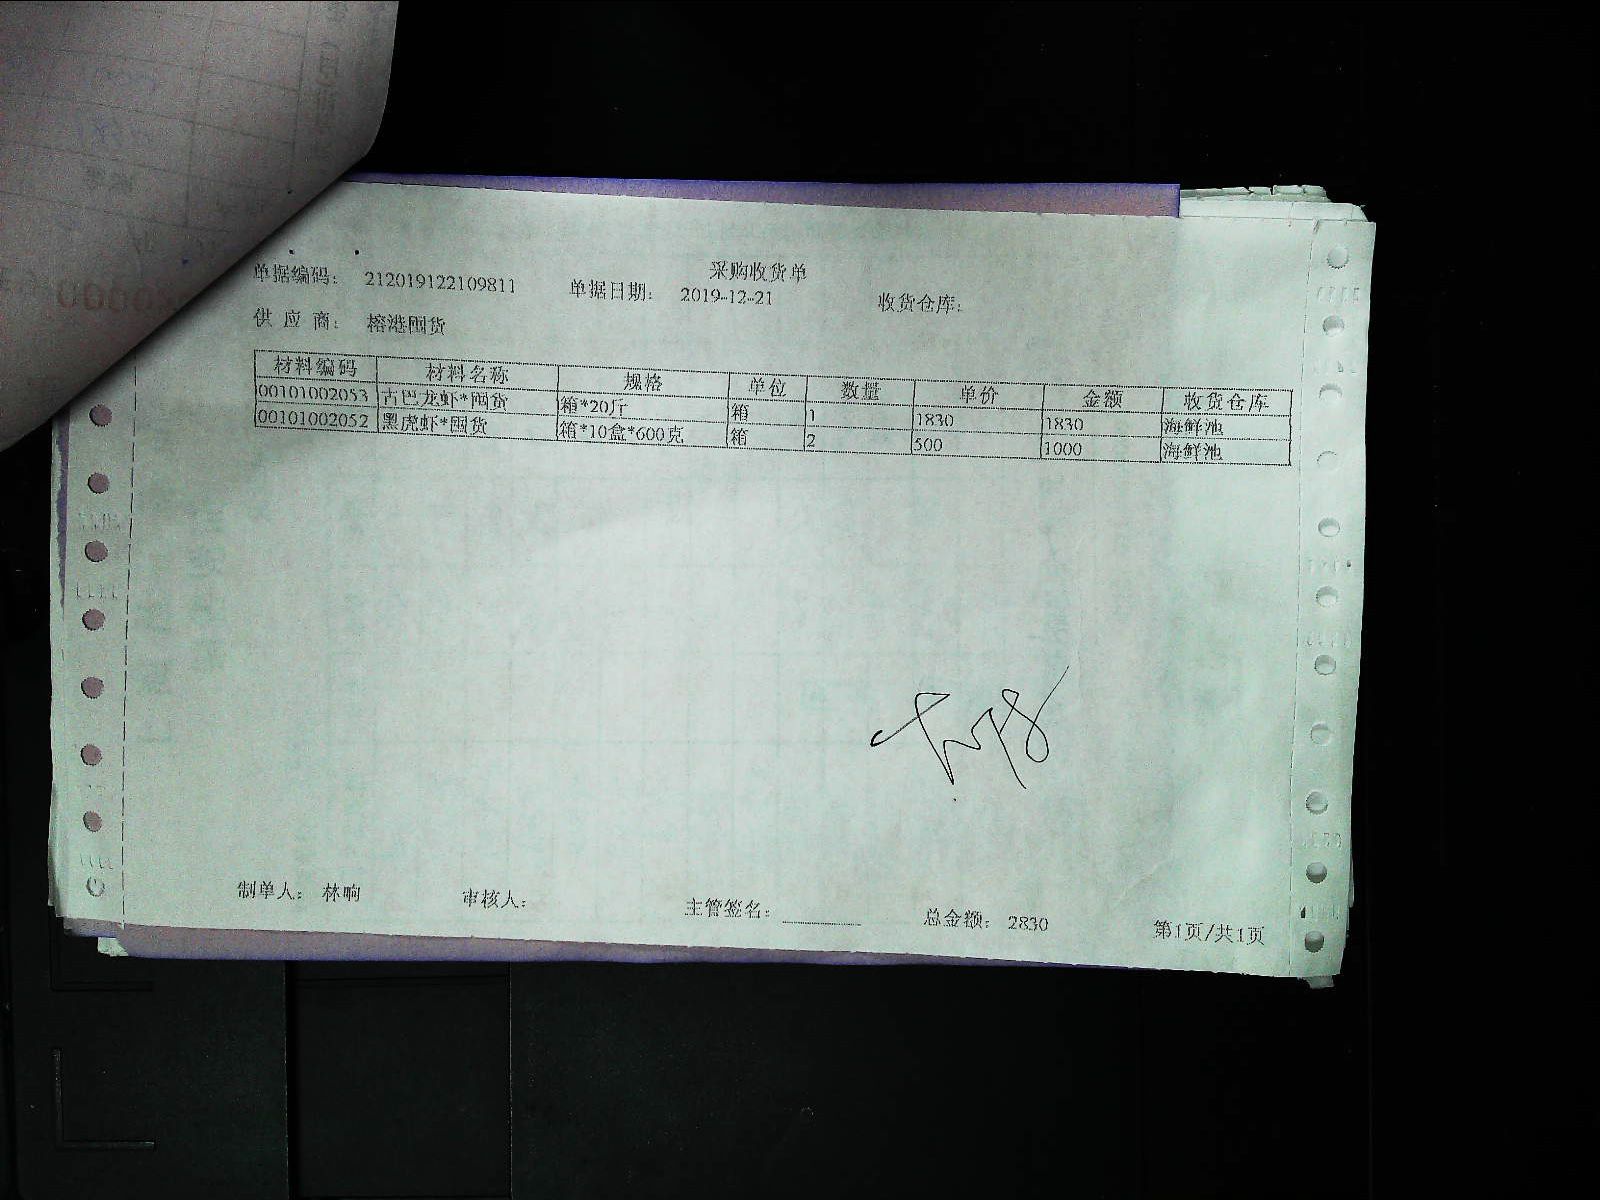 采购收货单
单据编码： 212019122109811 单据日期： 2019-12-21 收货仓库：
供 应 商： 榕港囤货
材料编码 材料名称 规格 单位 数量 单价 金额 收货仓库
00101002053 古巴龙虾*囤货 箱*20斤 箱 1 1830 1830 海鲜池
00101002052 黑虎虾*囤货 箱*10盒*600克 箱 2 500 1000 海鲜池
制单人： 林响 审核人： 主管签名： 总金额： 2830 第1页/共1页